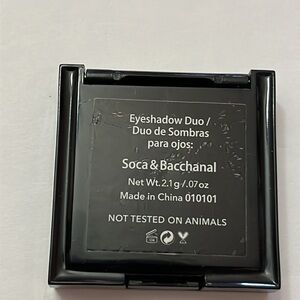 Eyeshadow Duo /
Duo de Sombras
para ojos:
Soca & Bacchanal
Net Wt. 2.1 g /.07oz
Made in China 010101
NOT TESTED ON ANIMALS